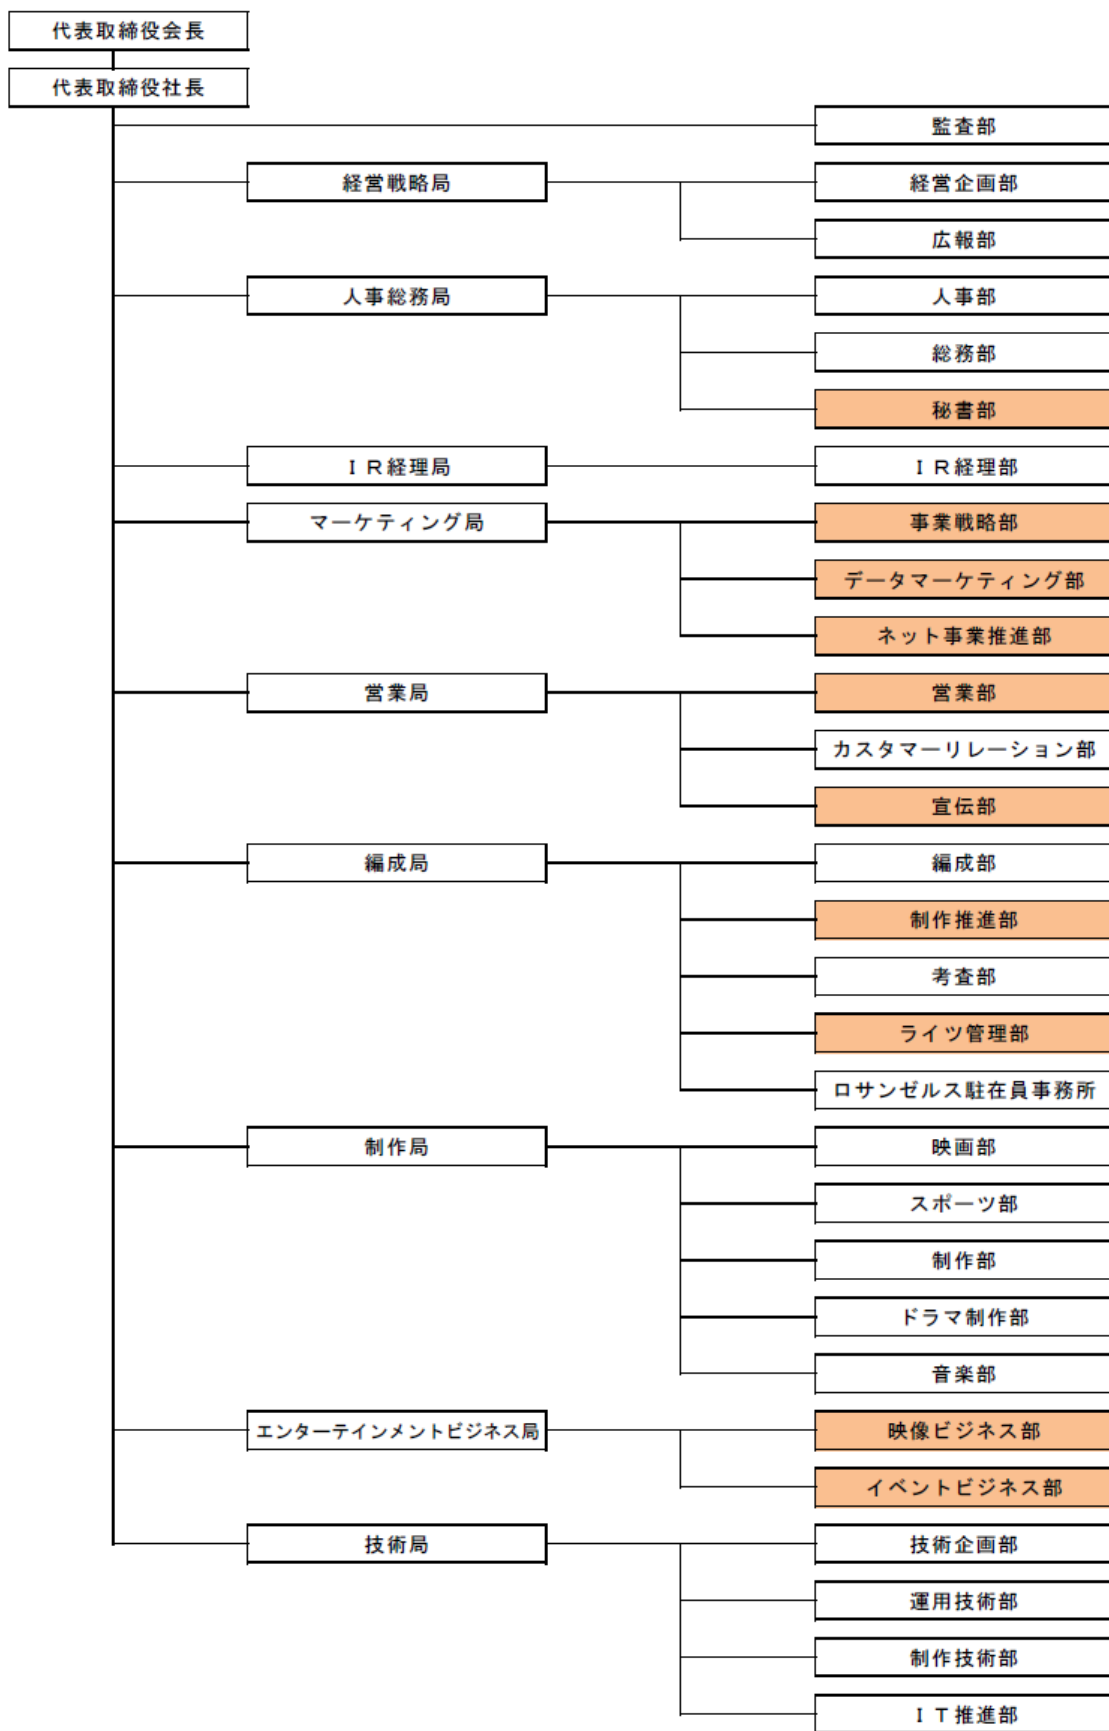 代表取締役会長
代表取締役社長
監査部
経営戦略局
経営企画部
広報部
人事総務局
人事部
総務部
秘書部
ＩＲ経理局
ＩＲ経理部
マーケティング局
事業戦略部
データマーケティング部
ネット事業推進部
営業局
営業部
カスタマーリレーション部
宣伝部
編成局
編成部
制作推進部
考査部
ライツ管理部
ロサンゼルス駐在員事務所
制作局
映画部
スポーツ部
制作部
ドラマ制作部
音楽部
エンターテインメントビジネス局
映像ビジネス部
イベントビジネス部
技術局
技術企画部
運用技術部
制作技術部
ＩＴ推進部